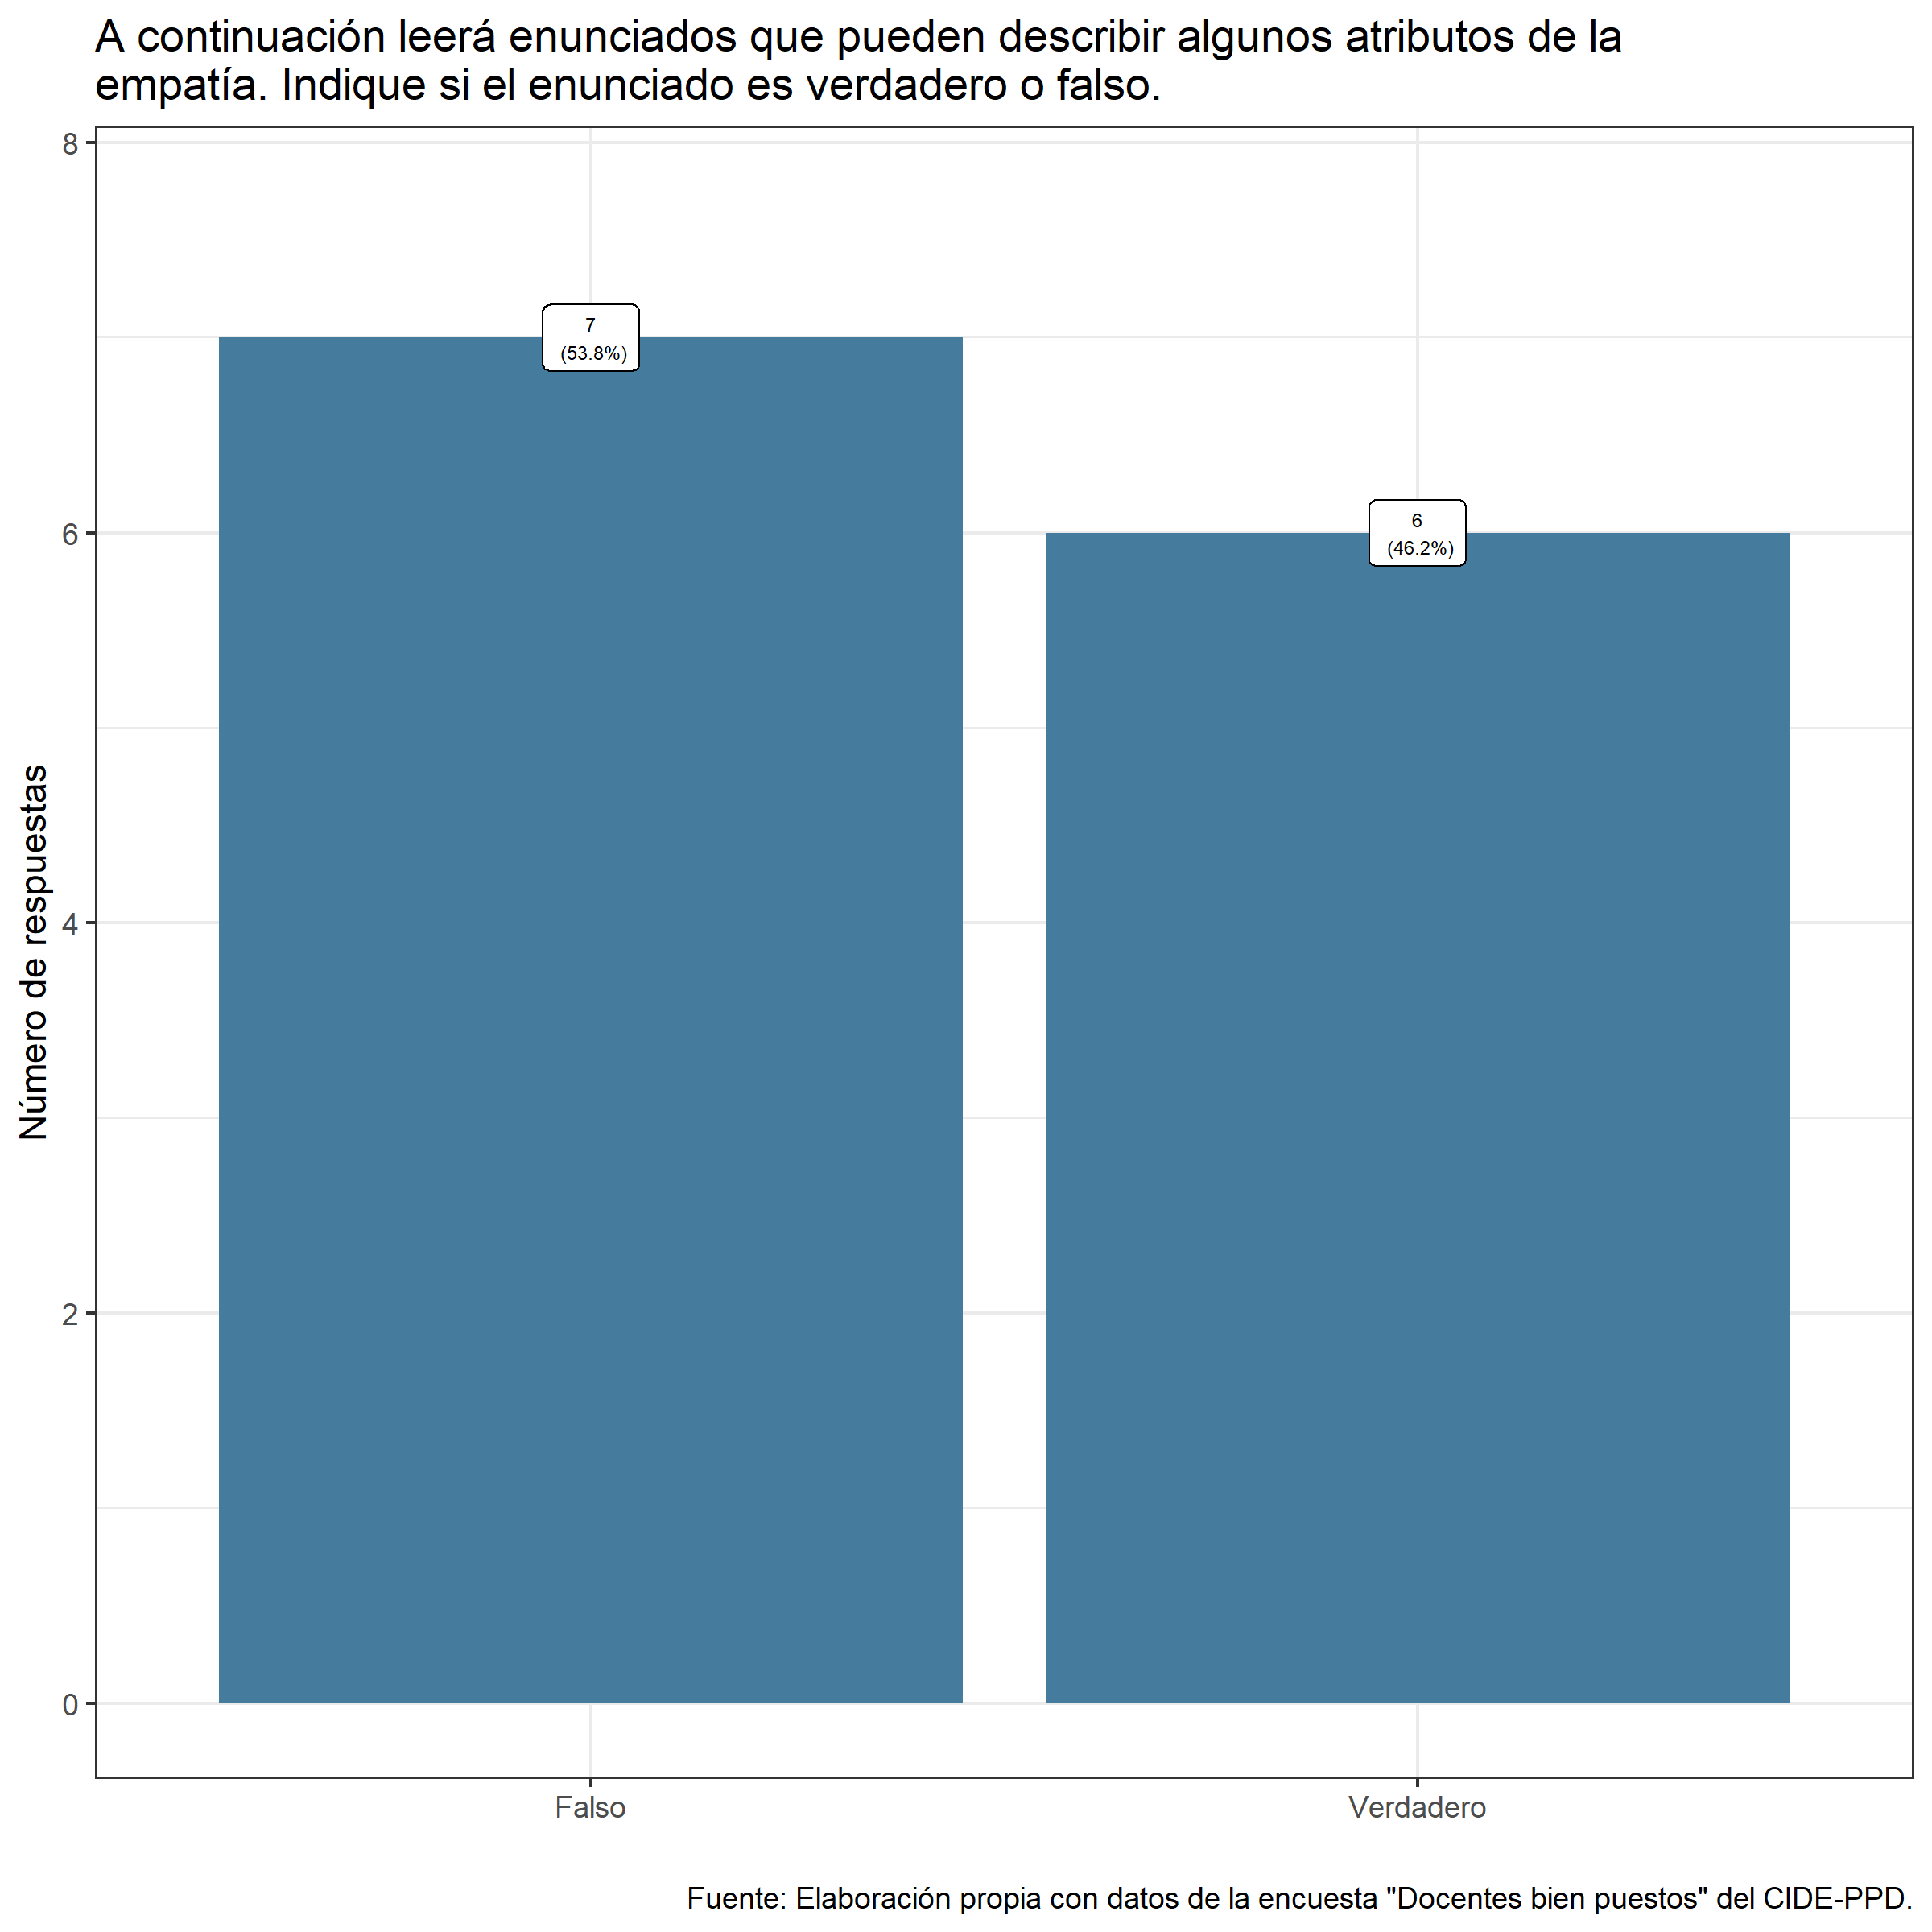 A continuación leerá enunciados que pueden describir algunos atributos de la
empatía. Indique si el enunciado es verdadero o falso.
8
7
(53.8%)
6
6
(46.2%)
Número de respuestas
4
2
0
Falso
Verdadero
Fuente: Elaboración propia con datos de la encuesta "Docentes bien puestos" del CIDE-PPD.